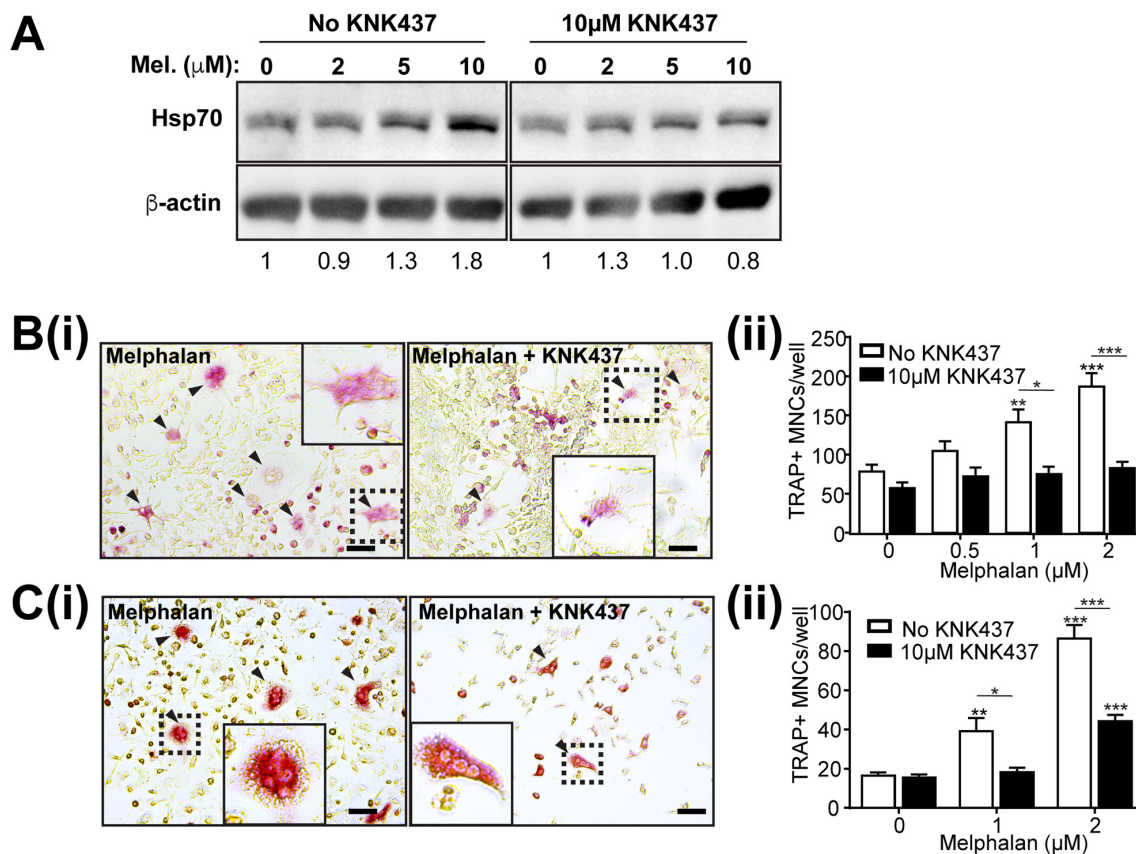 A
No KNK437 10μM KNK437
Mel. (μM): 0 2 5 10 0 2 5 10
Hsp70
β-actin
1 0.9 1.3 1.8 1 1.3 1.0 0.8
B(i)
Melphalan
Melphalan + KNK437
(ii)
TRAP+ MNCs/well
250
200
150
100
50
0
No KNK437
10μM KNK437
***
***
*
**
0 0.5 1 2
Melphalan (μM)
C(i)
Melphalan
Melphalan + KNK437
(ii)
TRAP+ MNCs/well
100
80
60
40
20
0
No KNK437
10μM KNK437
***
***
*
**
***
0 1 2
Melphalan (μM)